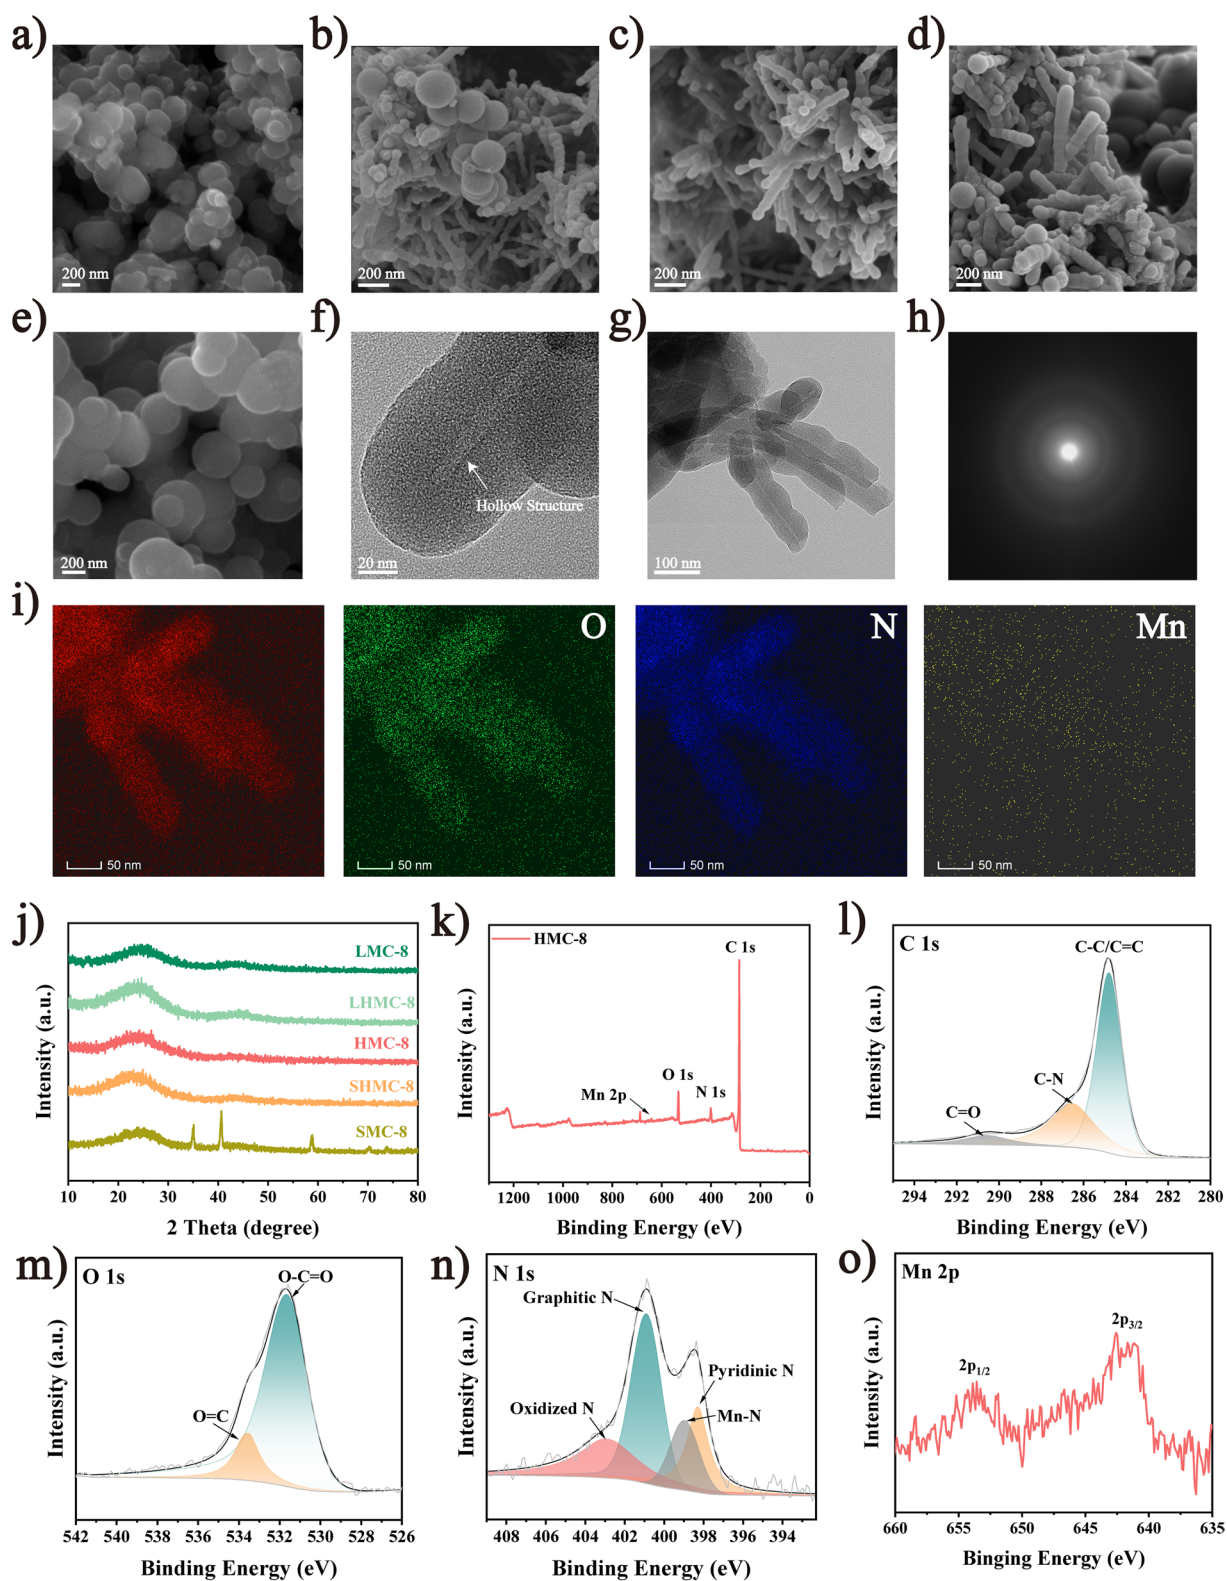 a)
b)
c)
d)
200 nm
200 nm
200 nm
200 nm
e)
f)
g)
h)
Hollow Structure
200 nm
20 nm
100 nm
i)
O
N
Mn
50 nm
50 nm
50 nm
50 nm
j)
LMC-8
LHMC-8
HMC-8
SHMC-8
SMC-8
Intensity (a.u.)
10 20 30 40 50 60 70 80
2 Theta (degree)
k)
HMC-8
C 1s
O 1s
Mn 2p
N 1s
Intensity (a.u.)
1200 1000 800 600 400 200 0
Binding Energy (eV)
l)
C 1s
C-C/C=C
C-N
C=O
Intensity (a.u.)
294 292 290 288 286 284 282 280
Binding Energy (eV)
m)
O 1s
O-C=O
O=C
Intensity (a.u.)
542 540 538 536 534 532 530 528 526
Binding Energy (eV)
n)
N 1s
Graphitic N
Pyridinic N
Oxidized N
Mn-N
Intensity (a.u.)
408 406 404 402 400 398 396 394
Binding Energy (eV)
o)
Mn 2p
2p3/2
2p1/2
Intensity (a.u.)
660 655 650 645 640 635
Binging Energy (eV)